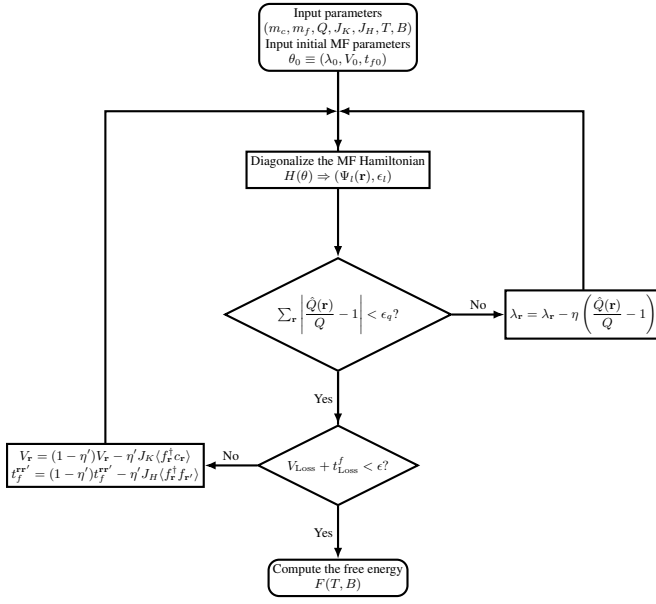 Input parameters
(m_c, m_f, Q, J_K, J_H, T, B)
Input initial MF parameters
θ_0 ≡ (λ_0, V_0, t_{f0})
Diagonalize the MF Hamiltonian
H(θ) ⇒ (Ψ_l(r), ϵ_l)
∑_r |Q̂(r)/Q − 1| < ϵ_q?
No
λ_r = λ_r − η (Q̂(r)/Q − 1)
Yes
V_r = (1 − η′)V_r − η′J_K⟨f_r^† c_r⟩
t_f^{rr′} = (1 − η′)t_f^{rr′} − η′J_H⟨f_r^† f_{r′}⟩
No
V_Loss + t_Loss^f < ϵ?
Yes
Compute the free energy
F(T, B)